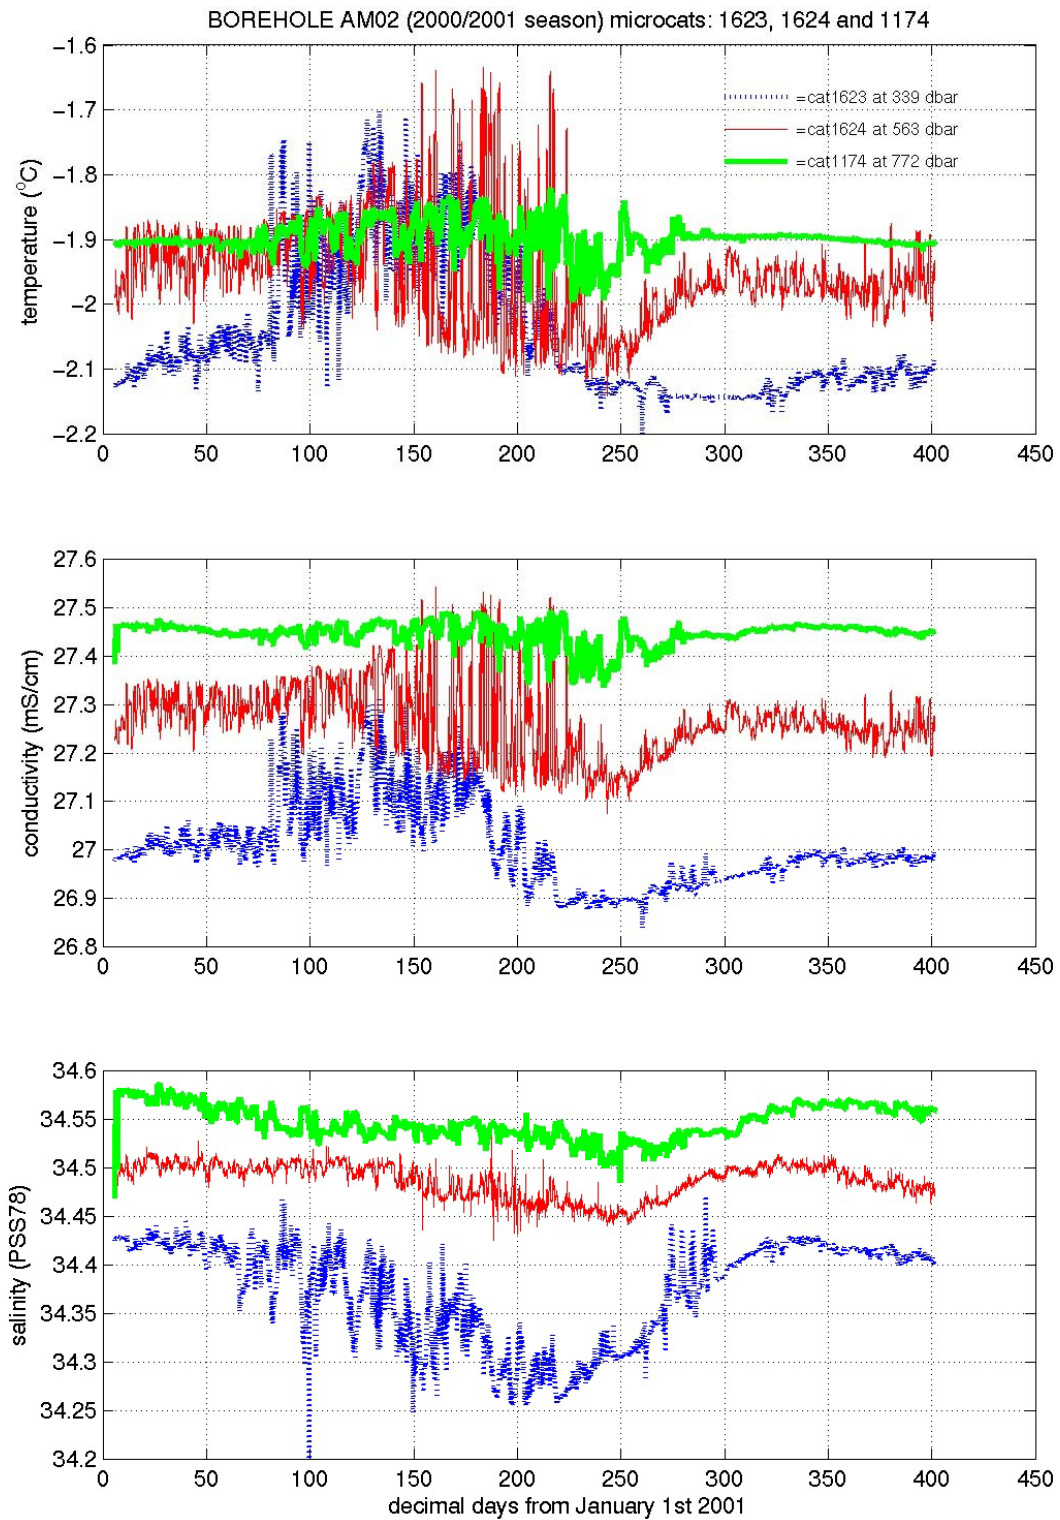 BOREHOLE AM02 (2000/2001 season) microcats: 1623, 1624 and 1174
−1.6
−1.7
−1.8
−1.9
−2
−2.1
−2.2
temperature (°C)
=cat1623 at 339 dbar
=cat1624 at 563 dbar
=cat1174 at 772 dbar
0 50 100 150 200 250 300 350 400 450
27.6
27.5
27.4
27.3
27.2
27.1
27
26.9
26.8
conductivity (mS/cm)
0 50 100 150 200 250 300 350 400 450
34.6
34.55
34.5
34.45
34.4
34.35
34.3
34.25
34.2
salinity (PSS78)
0 50 100 150 200 250 300 350 400 450
decimal days from January 1st 2001